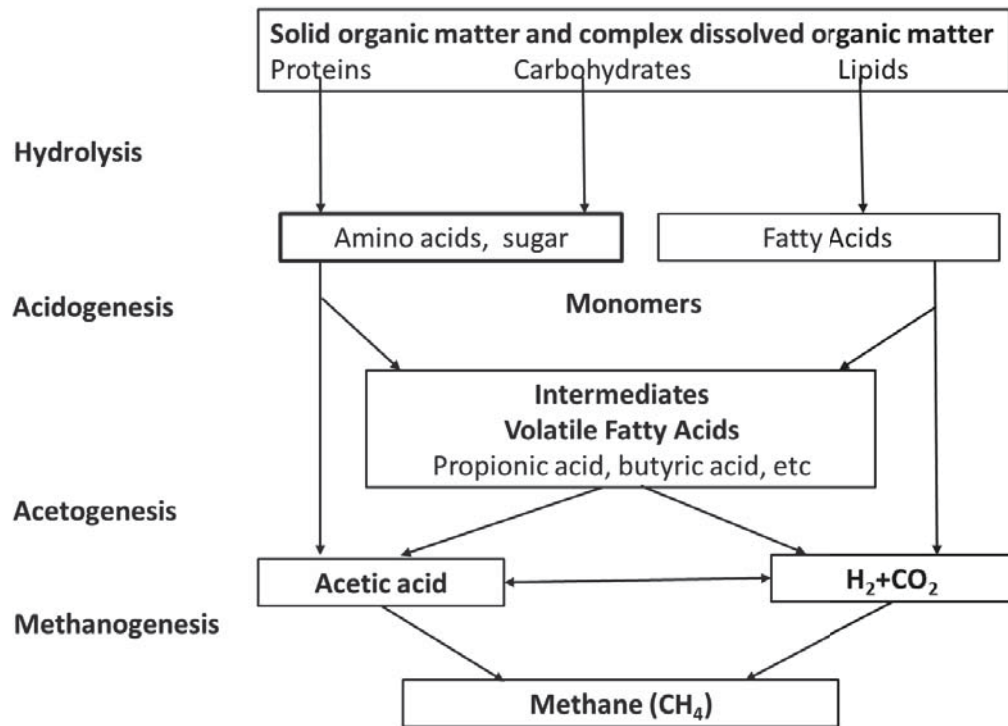 Solid organic matter and complex dissolved organic matter
Proteins Carbohydrates Lipids
Hydrolysis
Amino acids, sugar Fatty Acids
Acidogenesis Monomers
Intermediates
Volatile Fatty Acids
Propionic acid, butyric acid, etc
Acetogenesis
Acetic acid H₂+CO₂
Methanogenesis
Methane (CH₄)